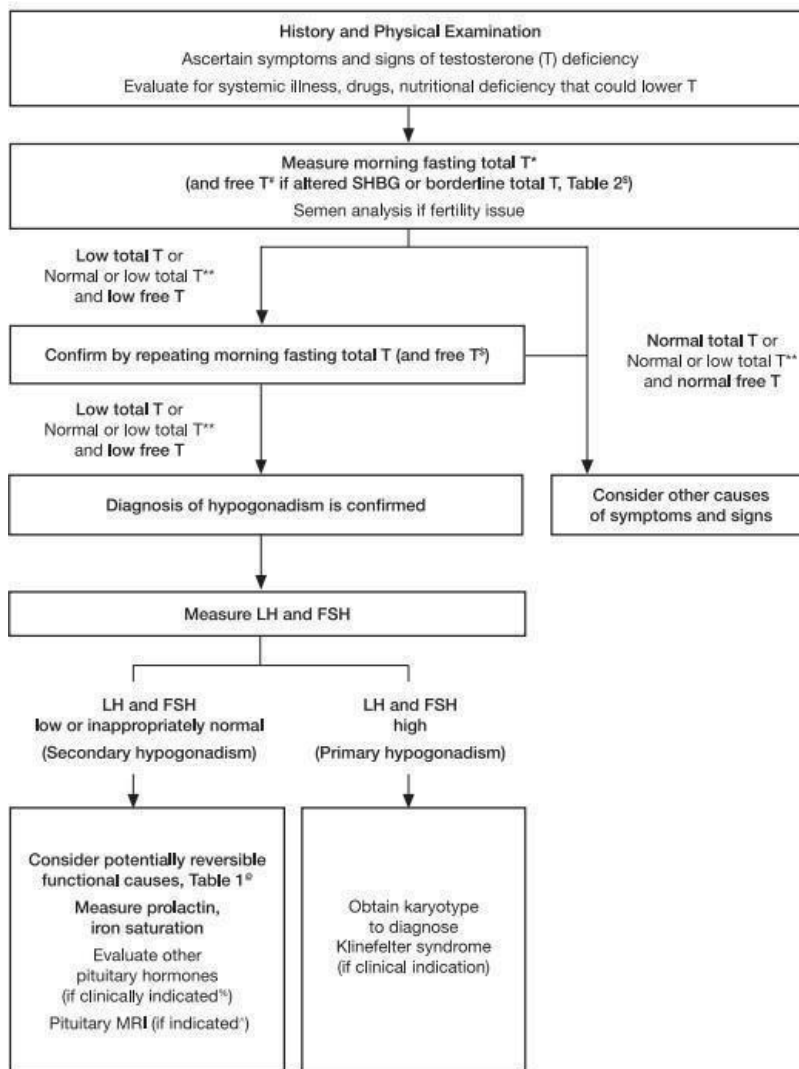 History and Physical Examination
Ascertain symptoms and signs of testosterone (T) deficiency
Evaluate for systemic illness, drugs, nutritional deficiency that could lower T
Measure morning fasting total T*
(and free T# if altered SHBG or borderline total T, Table 2$)
Semen analysis if fertility issue
Low total T or
Normal or low total T**
and low free T
Confirm by repeating morning fasting total T (and free T$)
Normal total T or
Normal or low total T**
and normal free T
Low total T or
Normal or low total T**
and low free T
Diagnosis of hypogonadism is confirmed
Consider other causes
of symptoms and signs
Measure LH and FSH
LH and FSH
low or inappropriately normal
(Secondary hypogonadism)
LH and FSH
high
(Primary hypogonadism)
Consider potentially reversible
functional causes, Table 1@
Measure prolactin,
iron saturation
Evaluate other
pituitary hormones
(if clinically indicated%)
Pituitary MRI (if indicated^)
Obtain karyotype
to diagnose
Klinefelter syndrome
(if clinical indication)